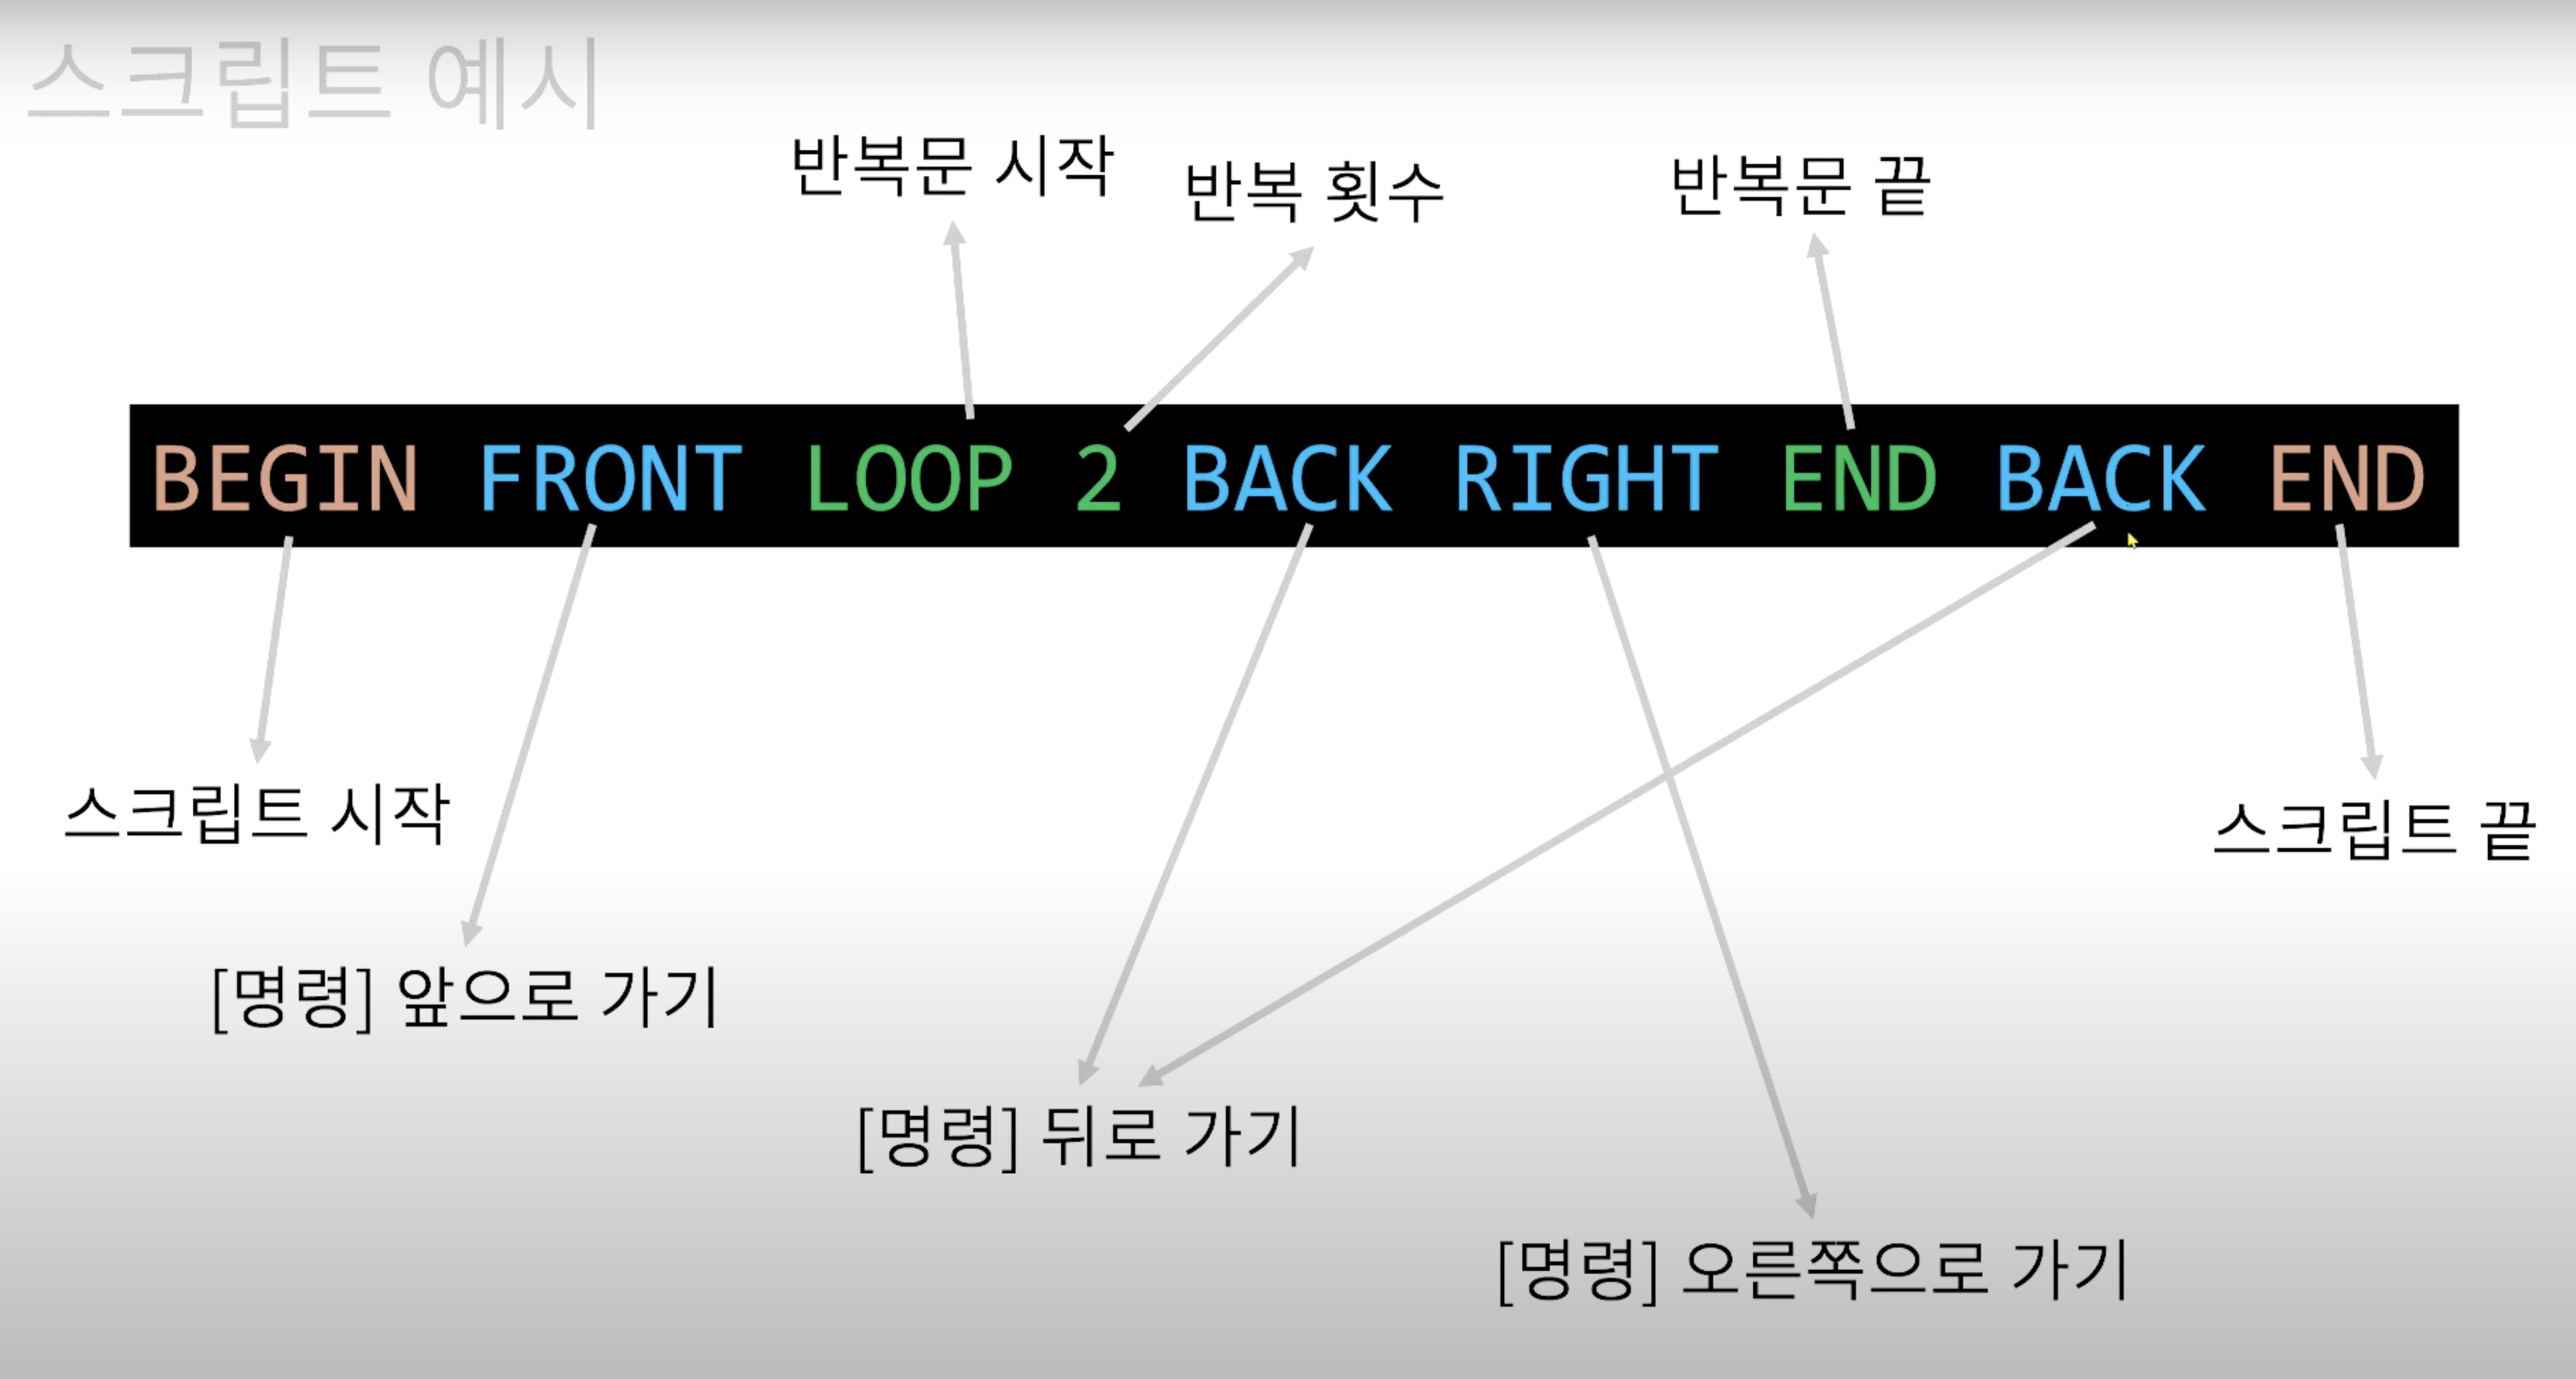 스크립트 예시
반복문 시작
반복 횟수
반복문 끝
BEGIN FRONT LOOP 2 BACK RIGHT END BACK END
스크립트 시작
스크립트 끝
[명령] 앞으로 가기
[명령] 뒤로 가기
[명령] 오른쪽으로 가기